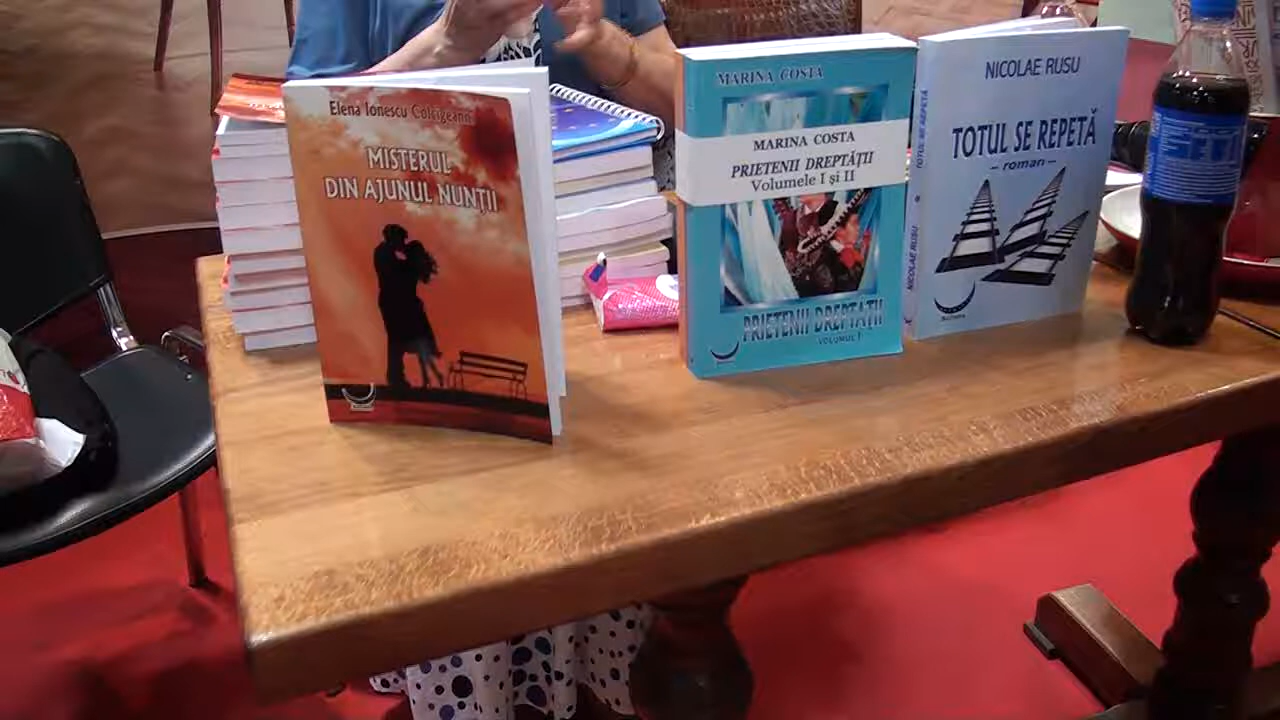 Elena Ionescu Colcigeanu
MISTERUL
DIN AJUNUL NUNȚII
MARINA COSTA
MARINA COSTA
PRIETENII DREPTĂȚII
Volumele I și II
PRIETENII DREPTĂȚII
VOLUMUL I
NICOLAE RUSU
TOTUL SE REPETĂ
NICOLAE RUSU
TOTUL SE REPETĂ
– roman –